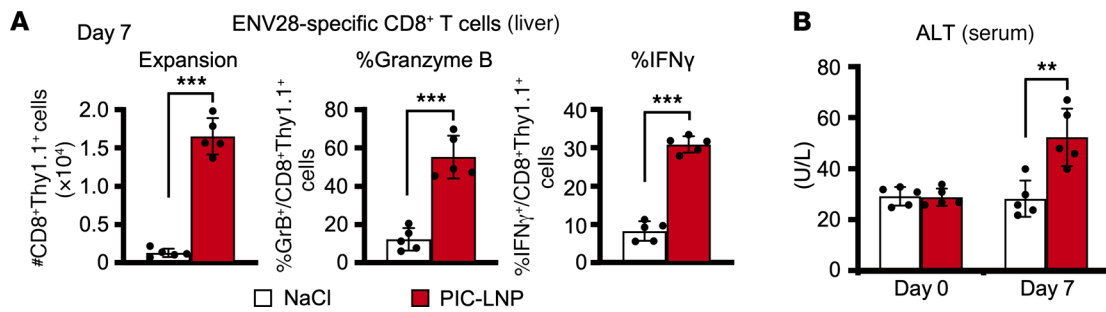 A
Day 7
ENV28-specific CD8⁺ T cells (liver)
Expansion
#CD8⁺Thy1.1⁺ cells
(×10⁴)
2.0
1.5
1.0
0.5
0
***
%Granzyme B
%GrB⁺/CD8⁺Thy1.1⁺
cells
80
60
40
20
0
***
%IFNγ
%IFNγ⁺/CD8⁺Thy1.1⁺
cells
40
30
20
10
0
***
NaCl
PIC-LNP
B
ALT (serum)
(U/L)
80
60
40
20
0
**
Day 0
Day 7